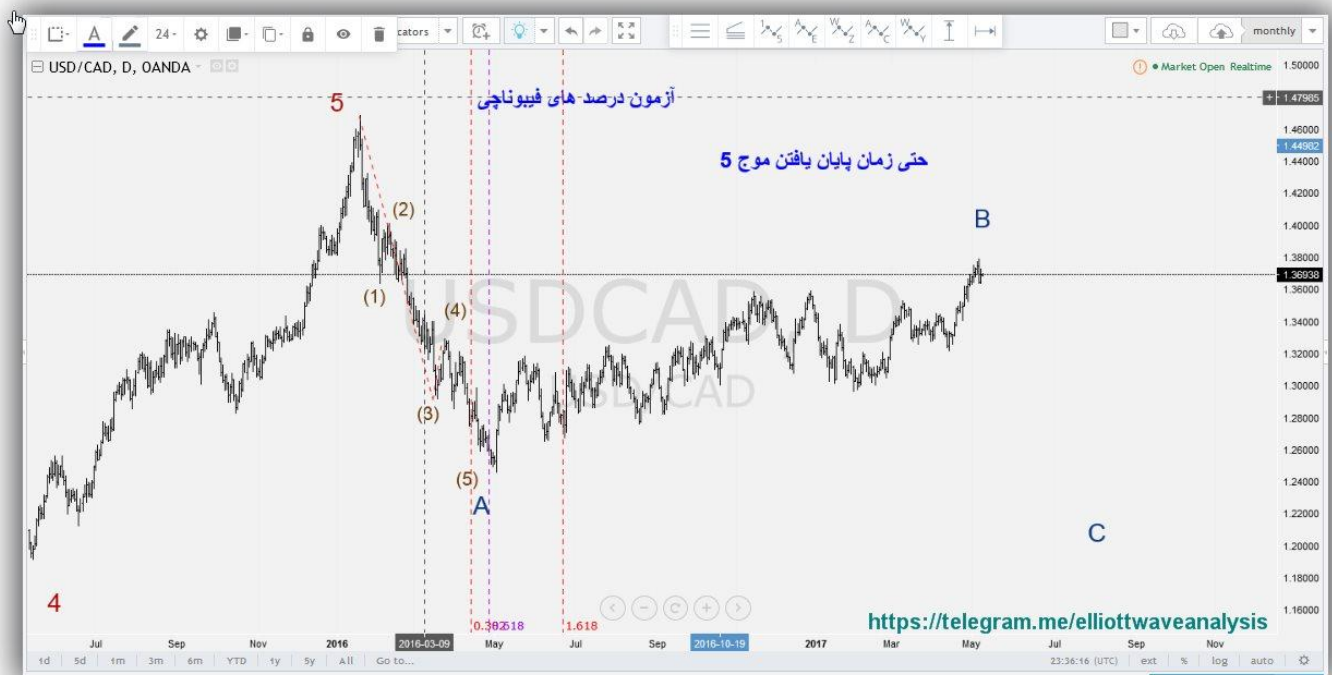 24
cators
monthly
USD/CAD, D, OANDA
Market Open Realtime
1.50000
آزمون درصد های فیبوناچی
1.47985
5
1.46000
1.44982
حتی زمان پایان یافتن موج 5
1.44000
1.42000
(2)
B
1.40000
1.38000
1.36938
1.36000
(1)
(4)
USDCAD, D
1.34000
1.32000
USD/CAD
1.30000
(3)
1.28000
1.26000
(5)
1.24000
A
1.22000
C
1.20000
1.18000
4
1.16000
1.618
https://telegram.me/elliottwaveanalysis
Jul Sep Nov 2016 2016-03-09 May Jul Sep 2016-10-19 2017 Mar May Jul Sep Nov
1d 5d 1m 3m 6m YTD 1y 5y All Go to... 23:36:16 (UTC) ext % log auto